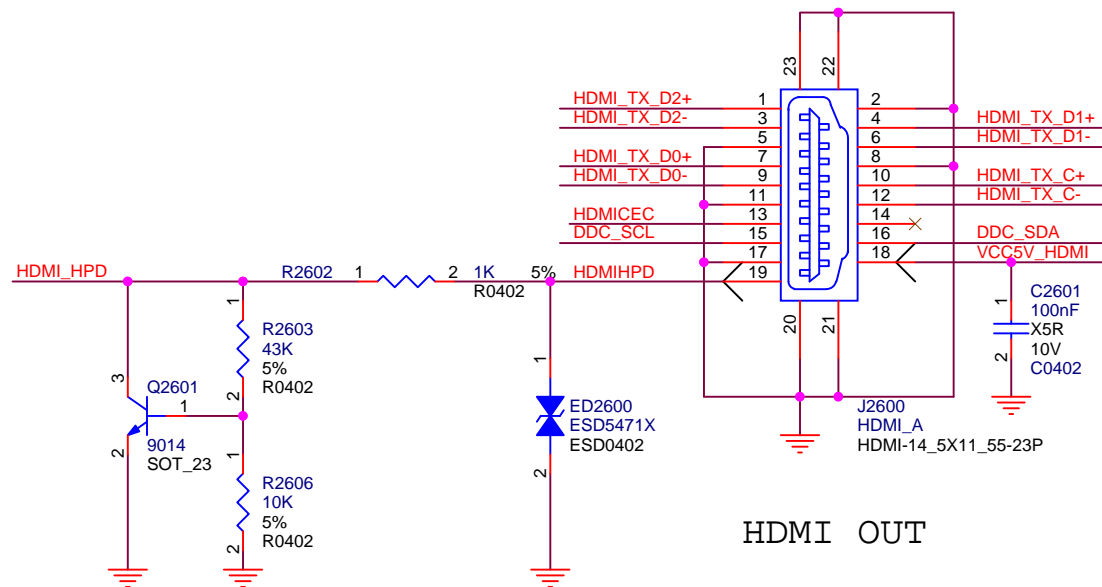 23
22
HDMI_TX_D2+ 1 2
HDMI_TX_D2- 3 4 HDMI_TX_D1+
5 6 HDMI_TX_D1-
HDMI_TX_D0+ 7 8
HDMI_TX_D0- 9 10 HDMI_TX_C+
11 12 HDMI_TX_C-
HDMICEC 13 14
DDC_SCL 15 16 DDC_SDA
17 18 VCC5V_HDMI
HDMI_HPD R2602 1 2 1K 5% HDMIHPD 19
R0402
20
21
1
C2601
100nF
X5R
10V
2
C0402
1
R2603
43K
5%
2
R0402
3
Q2601
1
2
9014
SOT_23
1
R2606
10K
5%
2
R0402
1
ED2600
ESD5471X
ESD0402
2
J2600
HDMI_A
HDMI-14_5X11_55-23P
HDMI OUT